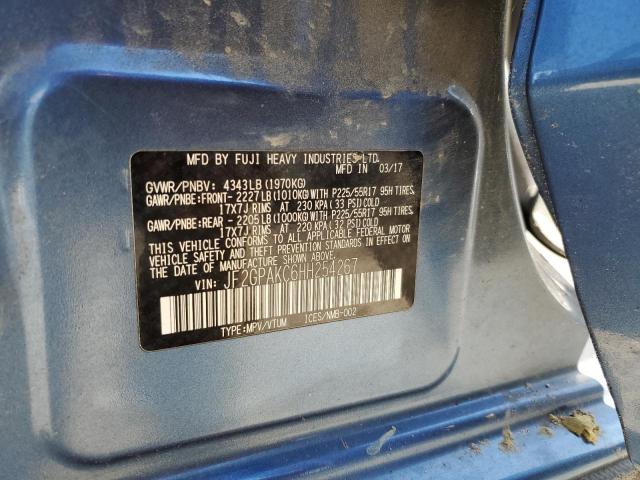 MFD BY FUJI HEAVY INDUSTRIES LTD.
MFD IN 03/17
GVWR/PNBV: 4343LB(1970KG)
GAWR/PNBE:FRONT- 2227LB(1010KG)WITH P225/55R17 95H TIRES,
17X7J RIMS AT 230 KPA(33 PSI)COLD
GAWR/PNBE:REAR -2205LB(1000KG)WITH P225/55R17 95H TIRES,
17X7J RIMS AT 220 KPA(32 PSI)COLD
THIS VEHICLE CONFORMS TO ALL APPLICABLE FEDERAL MOTOR
VEHICLE SAFETY AND THEFT PREVENTION STANDARDS IN EFFECT
ON THE DATE OF MANUFACTURE SHOWN ABOVE.
VIN: JF2GPAKC6HH254267
TYPE:MPV/VTUM ICES/NMB-002